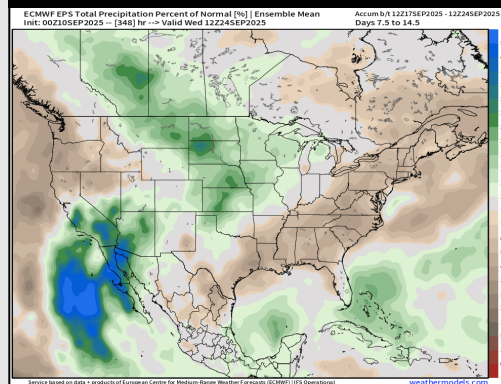 ECMWF EPS Total Precipitation Percent of Normal [%] | Ensemble Mean
Init: 00Z10SEP2025 -- [348] hr --> Valid Wed 12Z24SEP2025
Accum b/t 12Z17SEP2025 - 12Z24SEP2025
Days 7.5 to 14.5
Service based on data + products of European Centre for Medium-Range Weather Forecasts (ECMWF) | IFS Operational
weathermodels.com